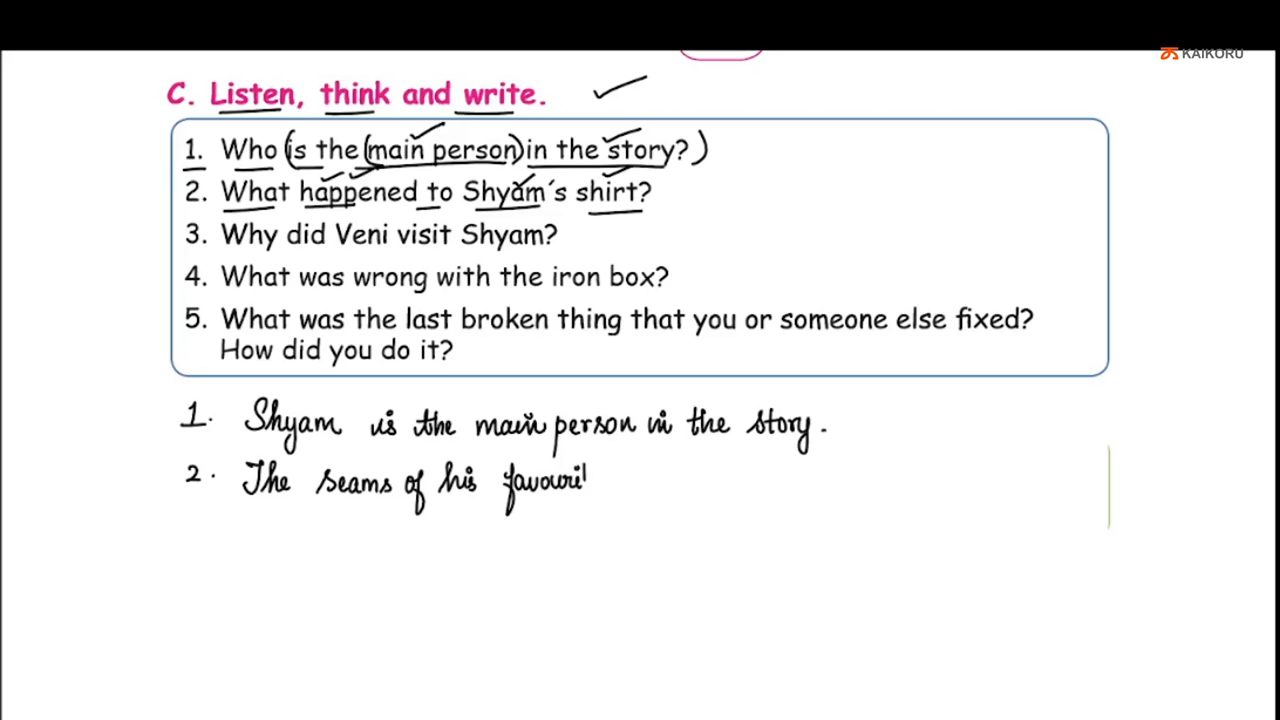 KAIKORU
C. Listen, think and write.
1. Who (is the (main person) in the story?)
2. What happened to Shyam's shirt?
3. Why did Veni visit Shyam?
4. What was wrong with the iron box?
5. What was the last broken thing that you or someone else fixed?
How did you do it?
1. Shyam is the main person in the story.
2. The seams of his